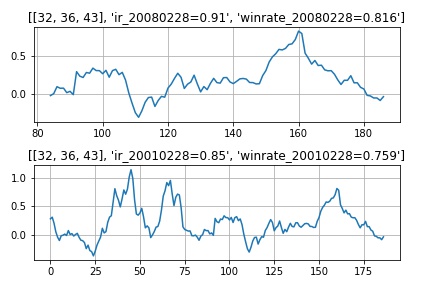 [[32, 36, 43], 'ir_20080228=0.91', 'winrate_20080228=0.816']
0.5
0.0
80 100 120 140 160 180
[[32, 36, 43], 'ir_20010228=0.85', 'winrate_20010228=0.759']
1.0
0.5
0.0
0 25 50 75 100 125 150 175